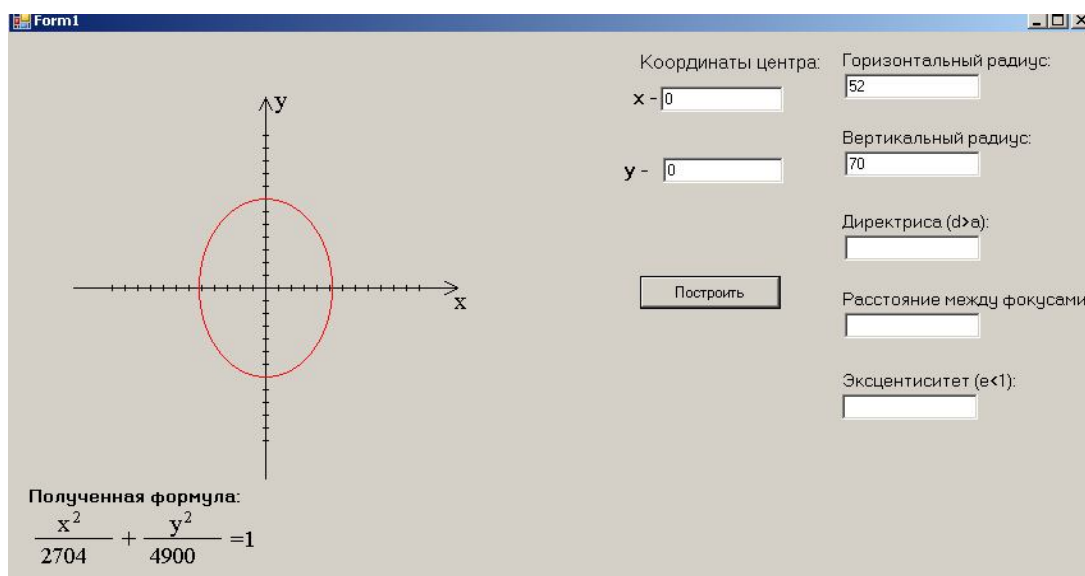 Form1
Координаты центра:
x - 0
y - 0
Построить
Горизонтальный радиус:
52
Вертикальный радиус:
70
Директриса (d>a):
Расстояние между фокусами
Эксцентиситет (e<1):
y
x
Полученная формула:
x² / 2704 + y² / 4900 =1